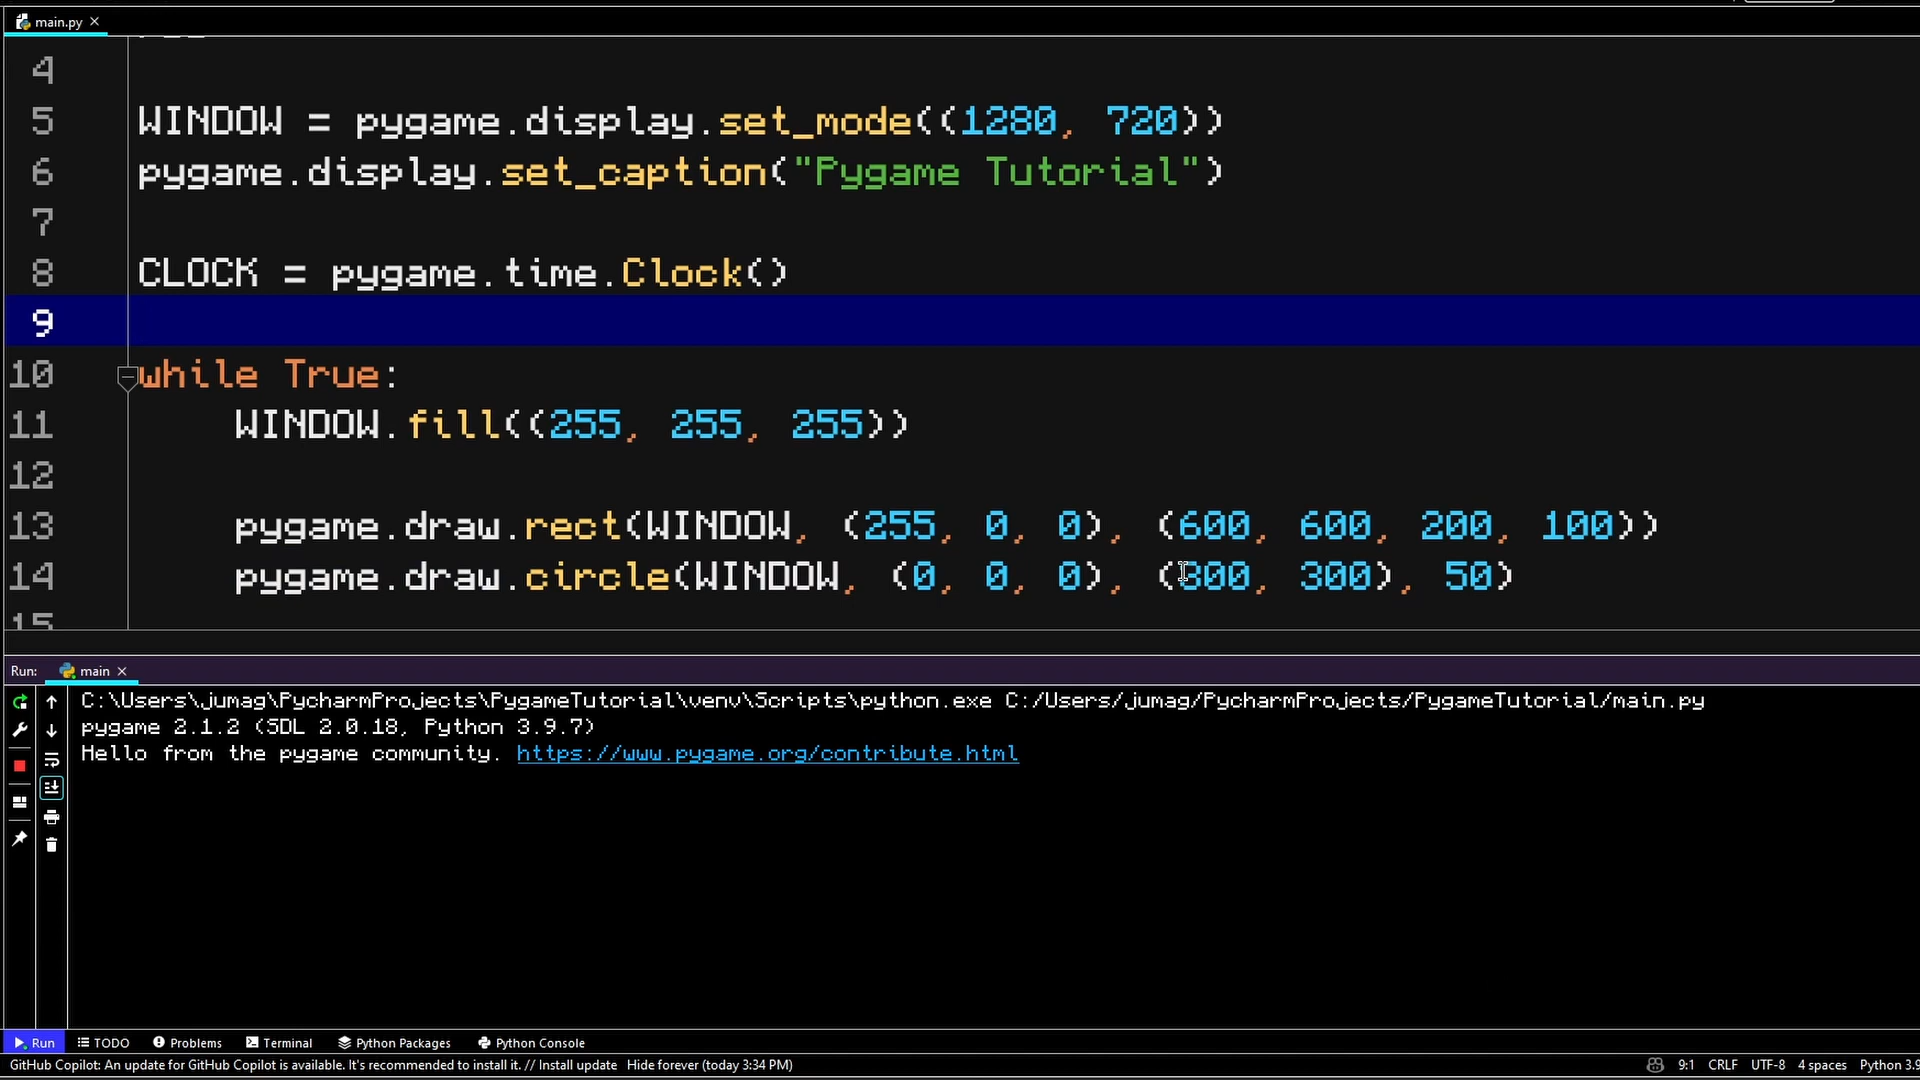 main.py
4
5 WINDOW = pygame.display.set_mode((1280, 720))
6 pygame.display.set_caption("Pygame Tutorial")
7
8 CLOCK = pygame.time.Clock()
9
10 while True:
11 WINDOW.fill((255, 255, 255))
12
13 pygame.draw.rect(WINDOW, (255, 0, 0), (600, 600, 200, 100))
14 pygame.draw.circle(WINDOW, (0, 0, 0), (300, 300), 50)
15
Run: main
C:\Users\jumag\PycharmProjects\PygameTutorial\venv\Scripts\python.exe C:/Users/jumag/PycharmProjects/PygameTutorial/main.py
pygame 2.1.2 (SDL 2.0.18, Python 3.9.7)
Hello from the pygame community. https://www.pygame.org/contribute.html
Run TODO Problems Terminal Python Packages Python Console
GitHub Copilot: An update for GitHub Copilot is available. It's recommended to install it. // Install update Hide forever (today 3:34 PM) 9:1 CRLF UTF-8 4 spaces Python 3.9